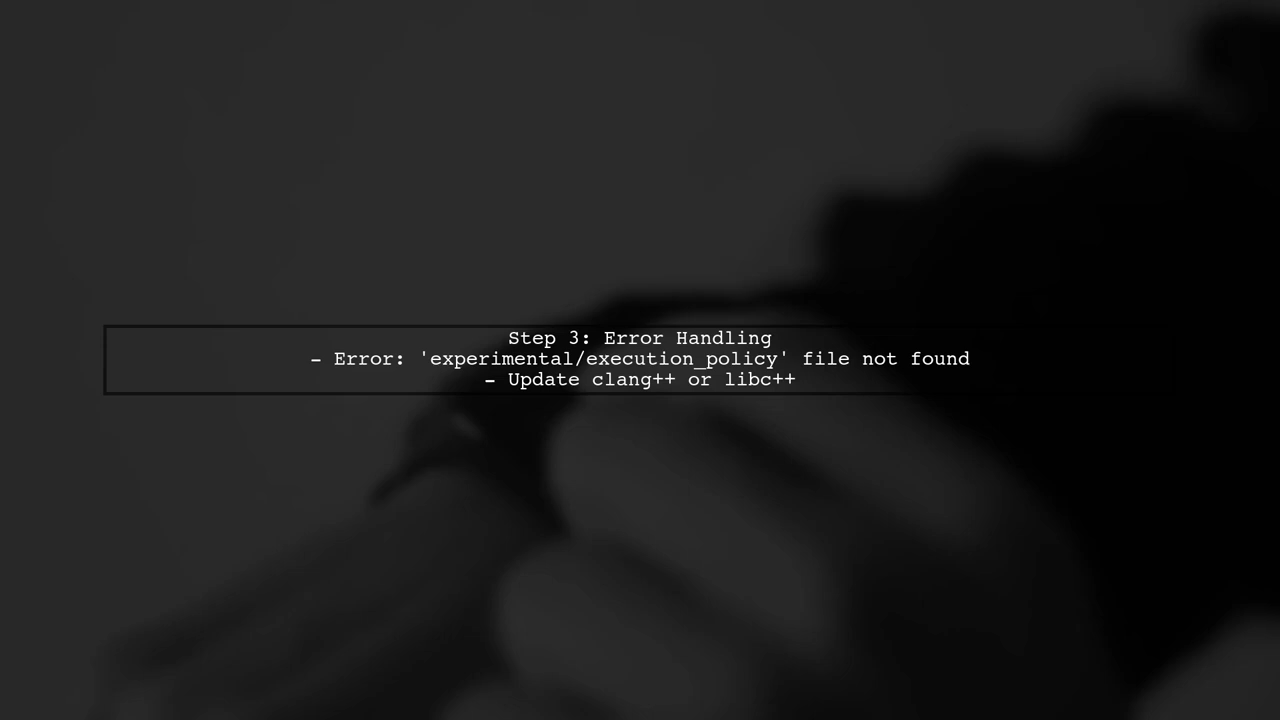 Step 3: Error Handling
– Error: 'experimental/execution_policy' file not found
– Update clang++ or libc++